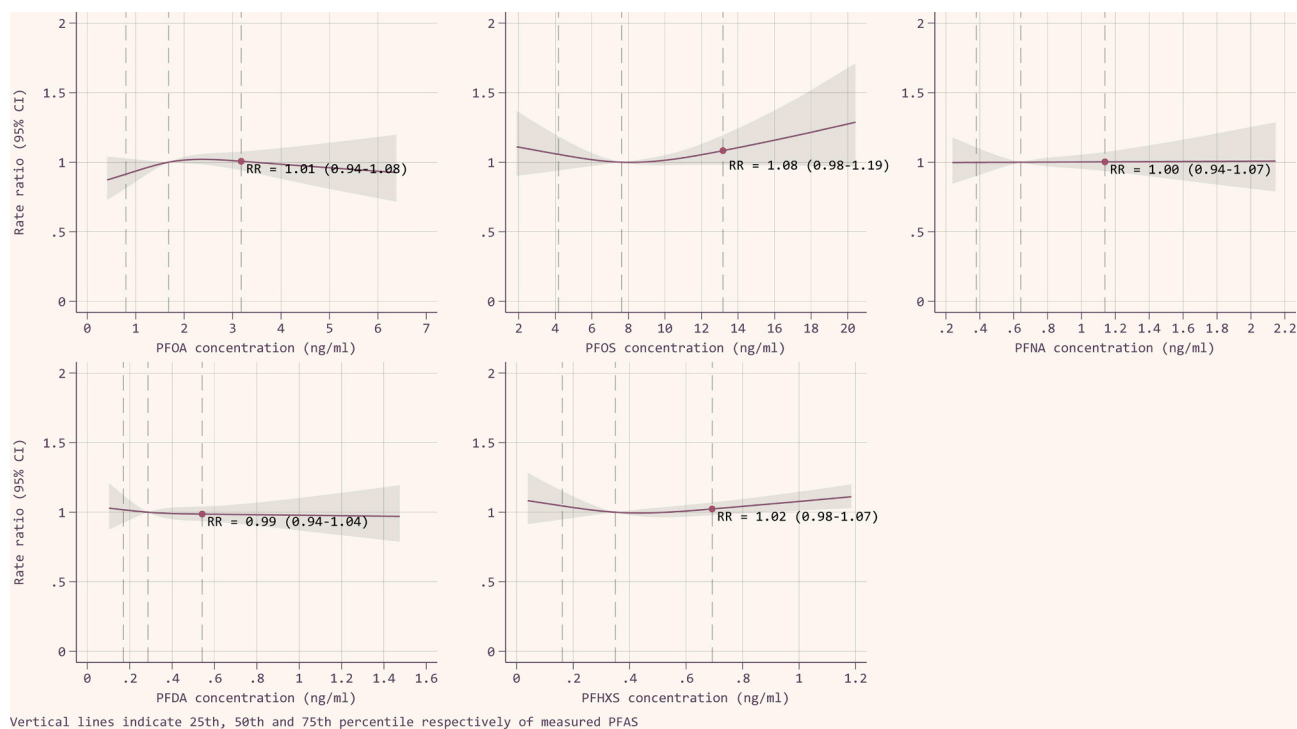 2
1.5
1
.5
0
Rate ratio (95% CI)
RR = 1.01 (0.94-1.08)
0 1 2 3 4 5 6 7
PFOA concentration (ng/ml)
2
1.5
1
.5
0
RR = 1.08 (0.98-1.19)
2 4 6 8 10 12 14 16 18 20
PFOS concentration (ng/ml)
2
1.5
1
.5
0
RR = 1.00 (0.94-1.07)
.2 .4 .6 .8 1 1.2 1.4 1.6 1.8 2 2.2
PFNA concentration (ng/ml)
2
1.5
1
.5
0
Rate ratio (95% CI)
RR = 0.99 (0.94-1.04)
0 .2 .4 .6 .8 1 1.2 1.4 1.6
PFDA concentration (ng/ml)
2
1.5
1
.5
0
RR = 1.02 (0.98-1.07)
0 .2 .4 .6 .8 1 1.2
PFHXS concentration (ng/ml)
Vertical lines indicate 25th, 50th and 75th percentile respectively of measured PFAS